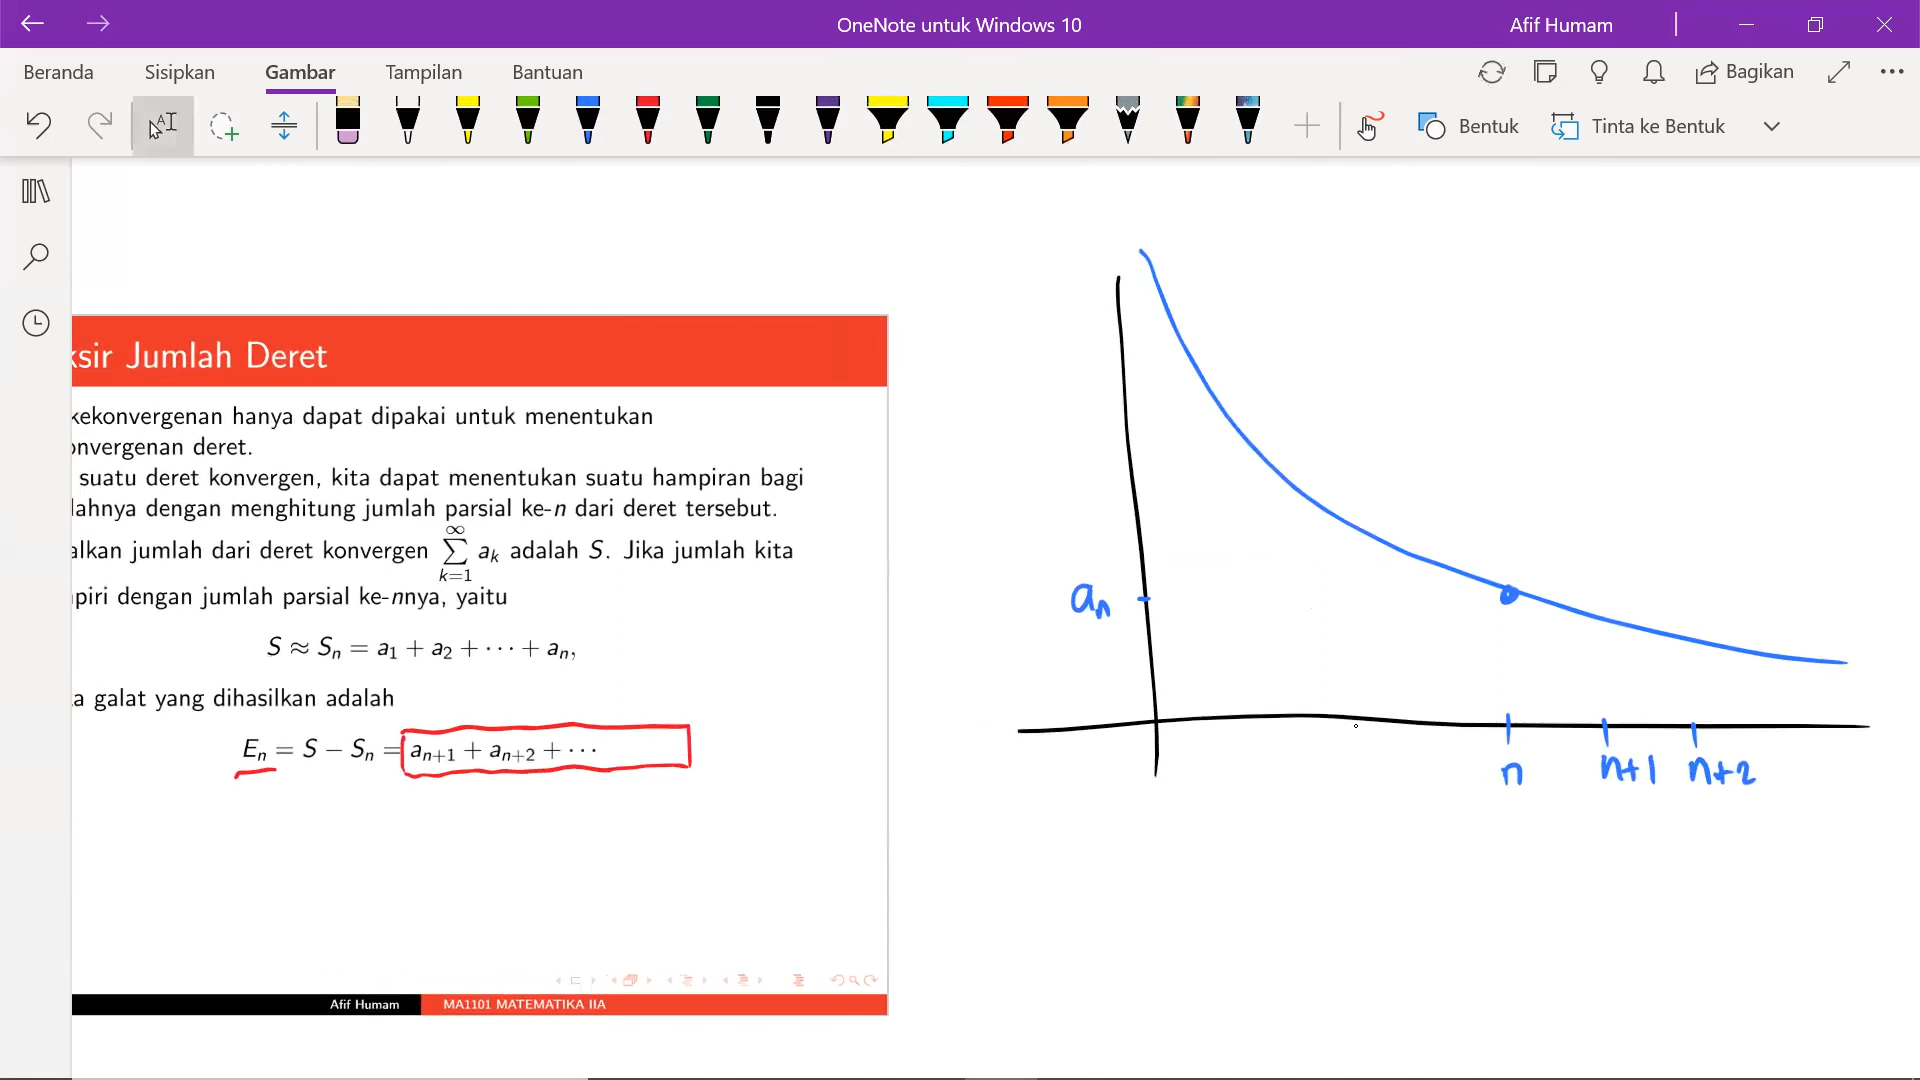 OneNote untuk Windows 10
Afif Humam
Beranda
Sisipkan
Gambar
Tampilan
Bantuan
Bagikan
Bentuk
Tinta ke Bentuk
ksir Jumlah Deret
kekonvergenan hanya dapat dipakai untuk menentukan
onvergenan deret.
suatu deret konvergen, kita dapat menentukan suatu hampiran bagi
lahnya dengan menghitung jumlah parsial ke-n dari deret tersebut.
alkan jumlah dari deret konvergen ∑_{k=1}^{∞} a_k adalah S. Jika jumlah kita
piri dengan jumlah parsial ke-nnya, yaitu
S ≈ S_n = a_1 + a_2 + ··· + a_n,
a galat yang dihasilkan adalah
E_n = S − S_n = a_{n+1} + a_{n+2} + ···
Afif Humam
MA1101 MATEMATIKA IIA
a_n
n
n+1
n+2